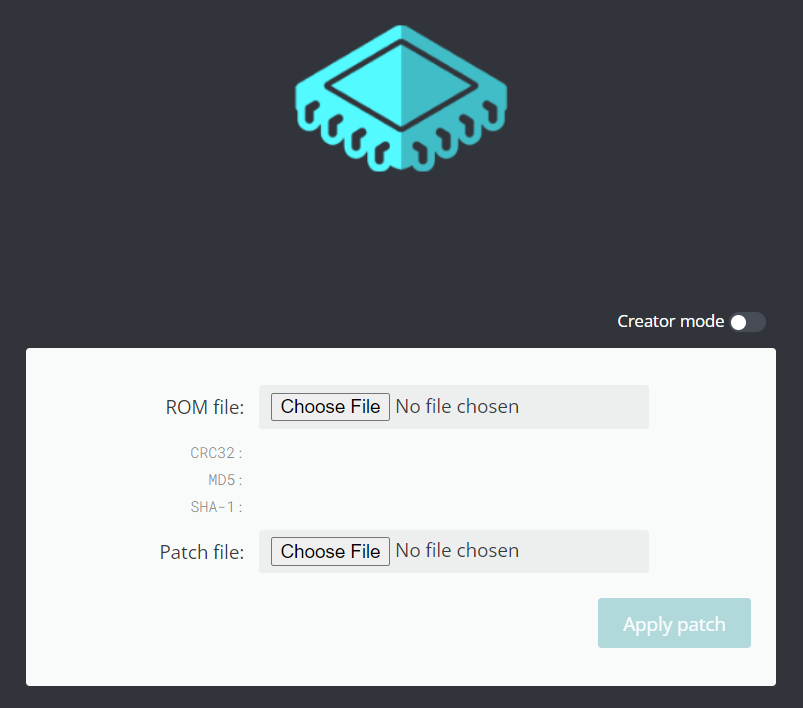 Creator mode
ROM file: Choose File No file chosen
CRC32:
MD5:
SHA-1:
Patch file: Choose File No file chosen
Apply patch